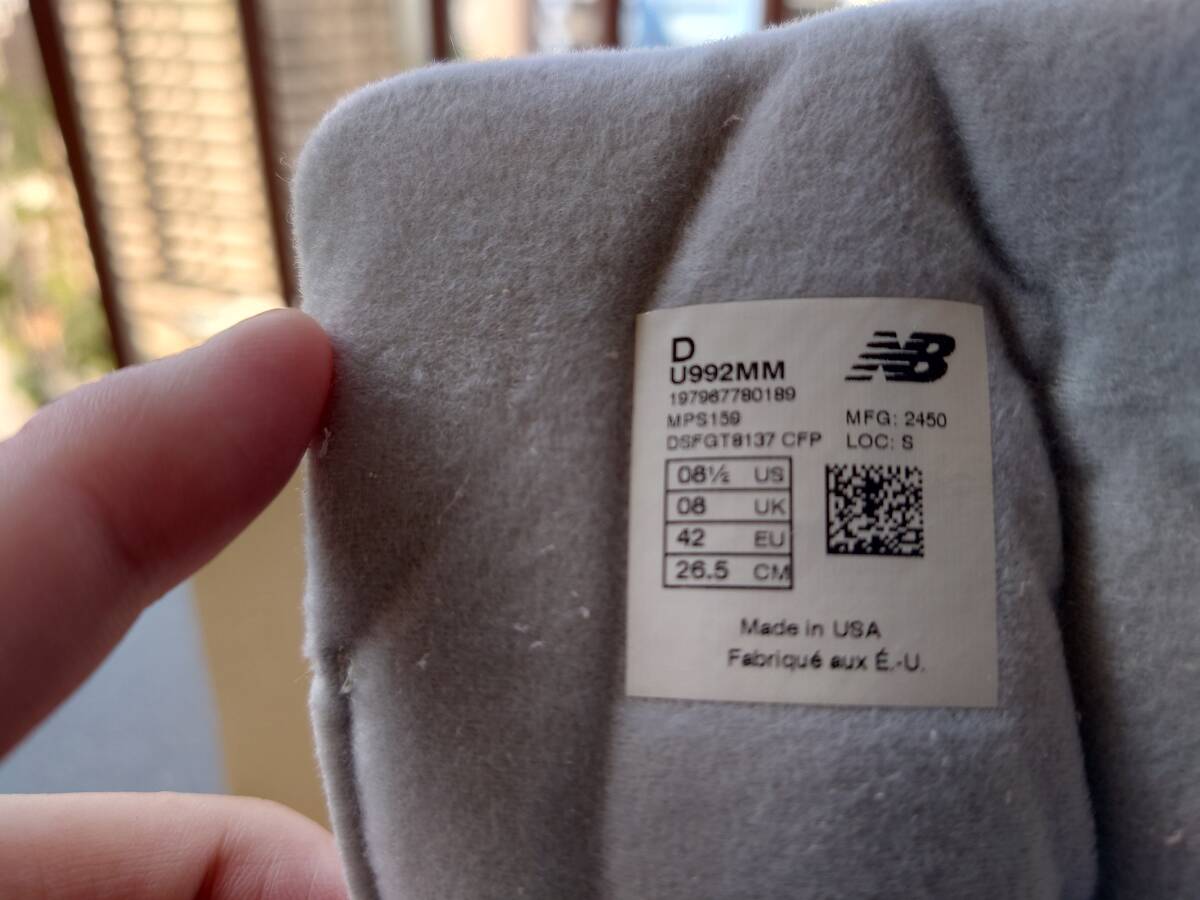 D
NB
U992MM
197967780189
MPS159
MFG: 2450
DSFGT8137 CFP
LOC: S
08½ US
08 UK
42 EU
26.5 CM
Made in USA
Fabriqué aux É.-U.